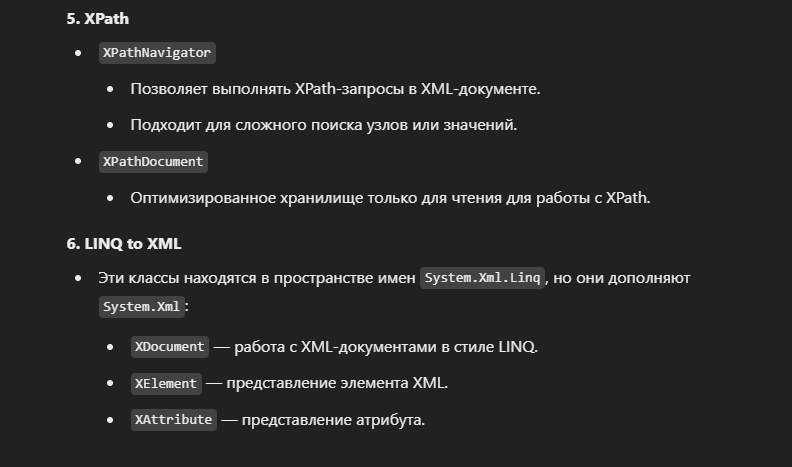 5. XPath
XPathNavigator
Позволяет выполнять XPath-запросы в XML-документе.
Подходит для сложного поиска узлов или значений.
XPathDocument
Оптимизированное хранилище только для чтения для работы с XPath.
6. LINQ to XML
Эти классы находятся в пространстве имен System.Xml.Linq, но они дополняют
System.Xml:
XDocument — работа с XML-документами в стиле LINQ.
XElement — представление элемента XML.
XAttribute — представление атрибута.